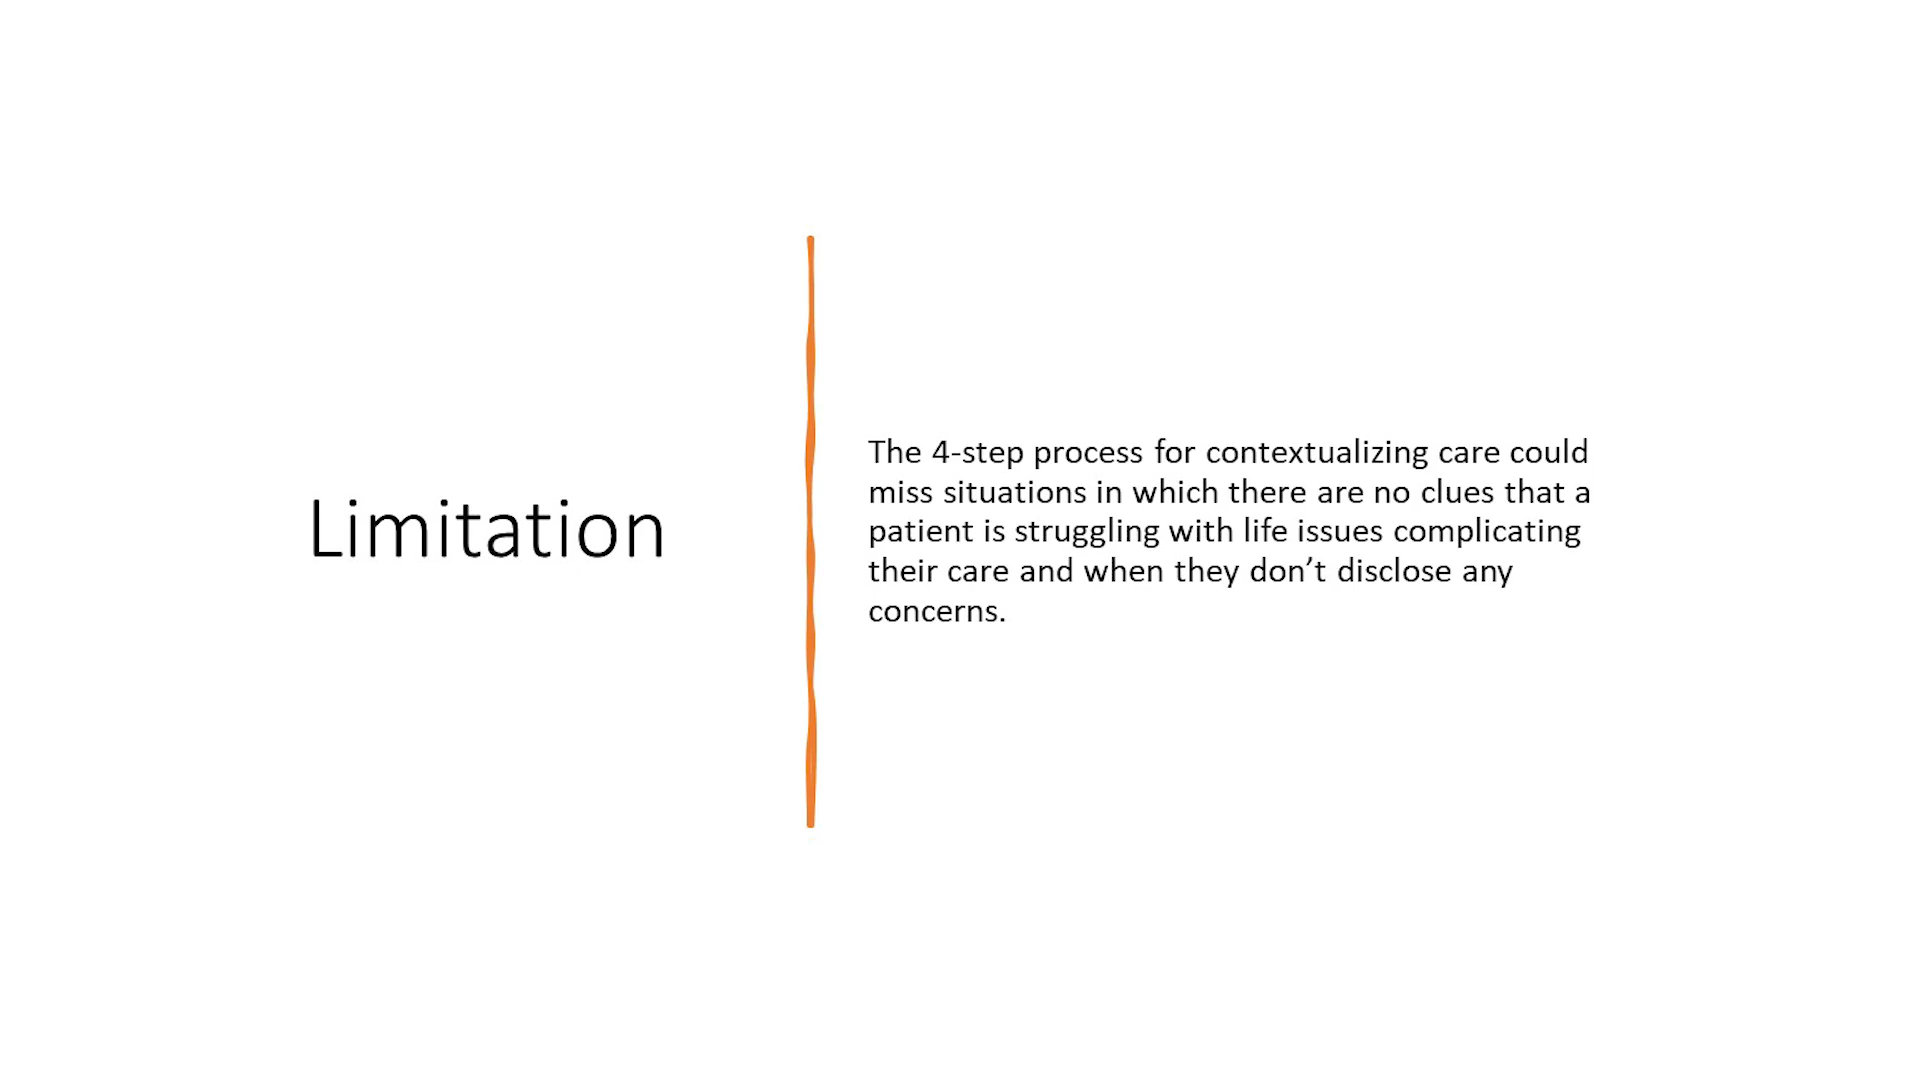 Limitation
The 4-step process for contextualizing care could
miss situations in which there are no clues that a
patient is struggling with life issues complicating
their care and when they don’t disclose any
concerns.